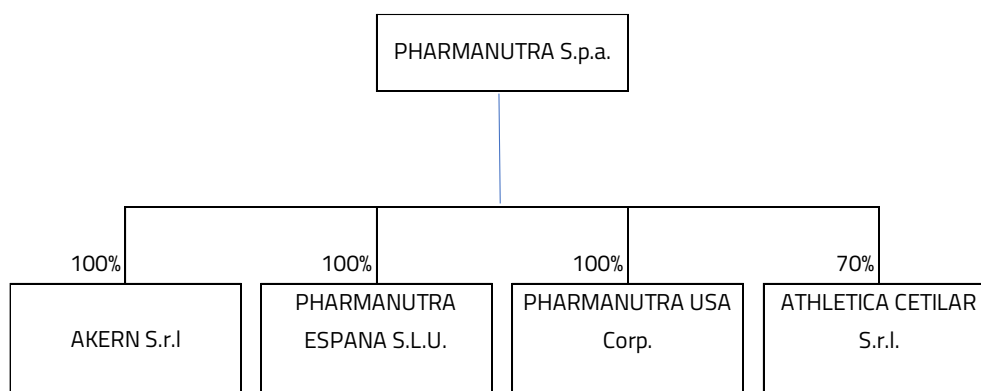 PHARMANUTRA S.p.a.
100%
100%
100%
70%
AKERN S.r.l
PHARMANUTRA
ESPANA S.L.U.
PHARMANUTRA USA
Corp.
ATHLETICA CETILAR
S.r.l.